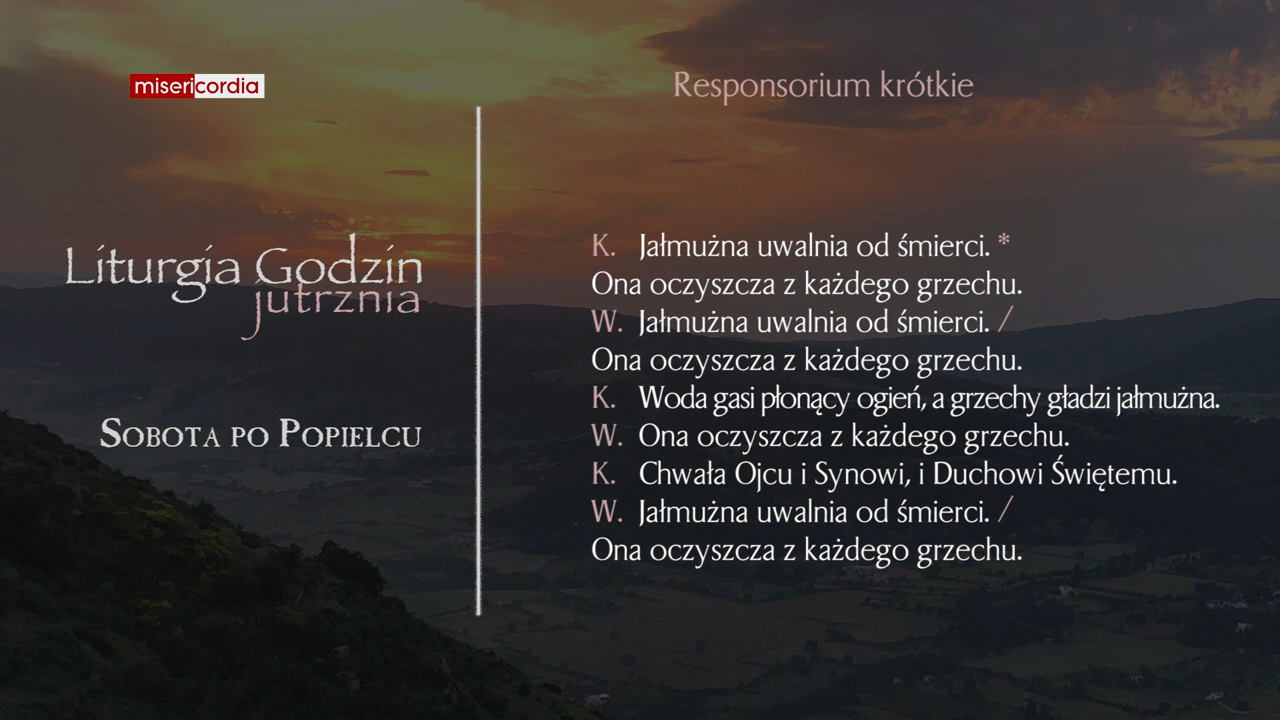 misericordia
Liturgia Godzin
jutrznia
Sobota po Popielcu
Responsorium krótkie
K. Jałmużna uwalnia od śmierci. *
Ona oczyszcza z każdego grzechu.
W. Jałmużna uwalnia od śmierci. /
Ona oczyszcza z każdego grzechu.
K. Woda gasi płonący ogień, a grzechy gładzi jałmużna.
W. Ona oczyszcza z każdego grzechu.
K. Chwała Ojcu i Synowi, i Duchowi Świętemu.
W. Jałmużna uwalnia od śmierci. /
Ona oczyszcza z każdego grzechu.